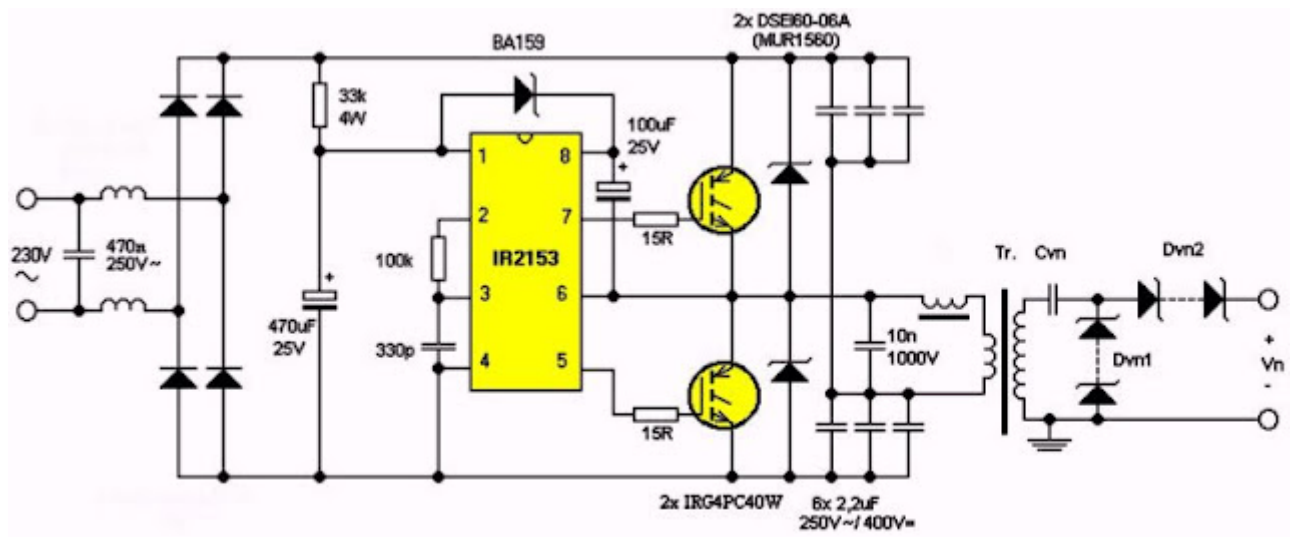 2x DSEI60-06A
(MUR1560)
BA159
33k
4W
100uF
25V
+
1
8
2
7
15R
470n
250V~
230V
~
100k
IR2153
Tr.
Cvn
Dvn2
3
6
+
470uF
25V
10n
1000V
+
Vn
-
Dvn1
330p
4
5
15R
2x IRG4PC40W
6x 2,2uF
250V~/400V=